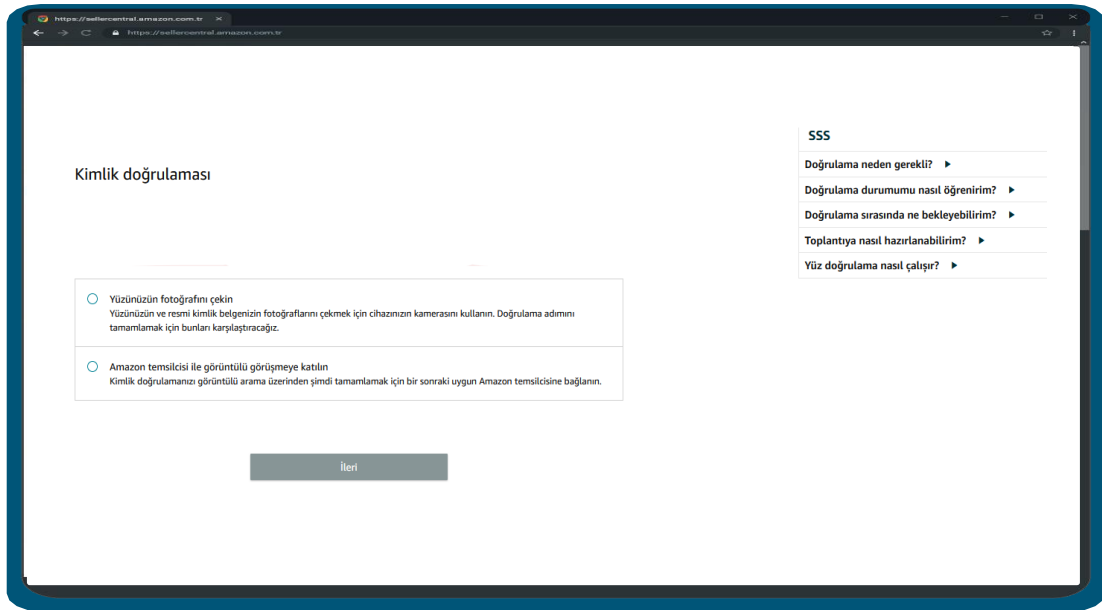 https://sellercentral.amazon.com.tr
https://sellercentral.amazon.com.tr
SSS
Doğrulama neden gerekli?
Kimlik doğrulaması
Doğrulama durumumu nasıl öğrenirim?
Doğrulama sırasında ne bekleyebilirim?
Toplantıya nasıl hazırlanabilirim?
Yüz doğrulama nasıl çalışır?
Yüzünüzün fotoğrafını çekin
Yüzünüzün ve resmi kimlik belgenizin fotoğraflarını çekmek için cihazınızın kamerasını kullanın. Doğrulama adımını
tamamlamak için bunları karşılaştıracağız.
Amazon temsilcisi ile görüntülü görüşmeye katılın
Kimlik doğrulamanızı görüntülü arama üzerinden şimdi tamamlamak için bir sonraki uygun Amazon temsilcisine bağlanın.
İleri